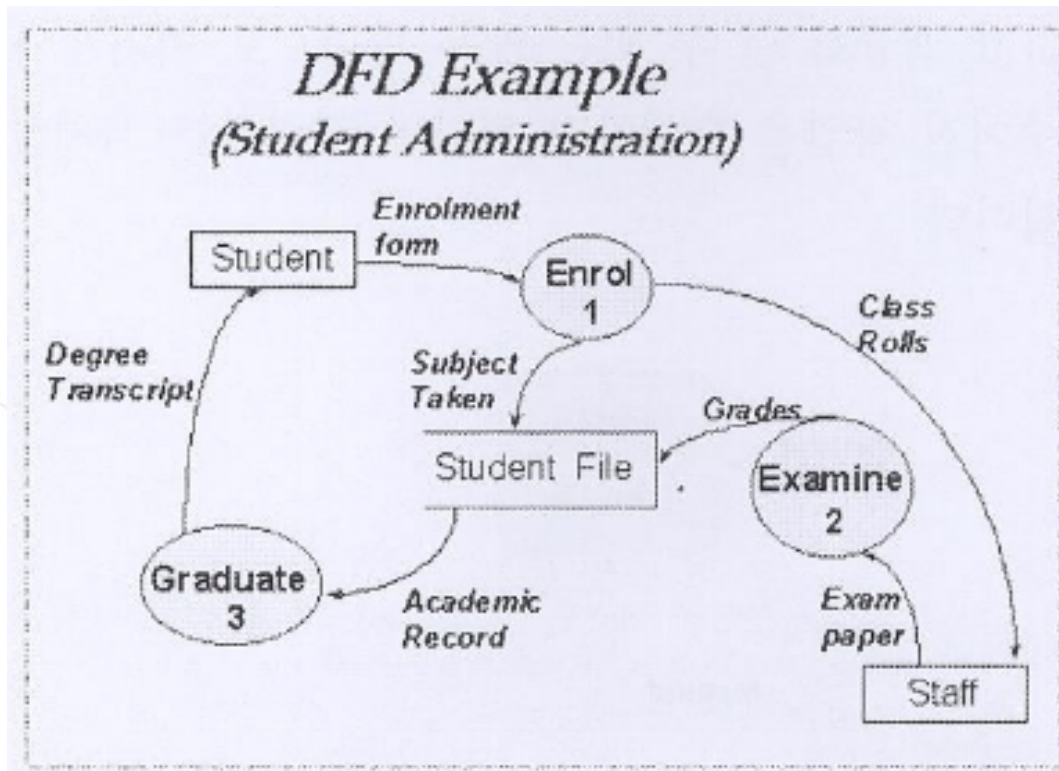 DFD Example
(Student Administration)
Enrolment
form
Student
Enrol
1
Class
Rolls
Degree
Transcript
Subject
Taken
Grades
Student File
Examine
2
Graduate
3
Academic
Record
Exam
paper
Staff